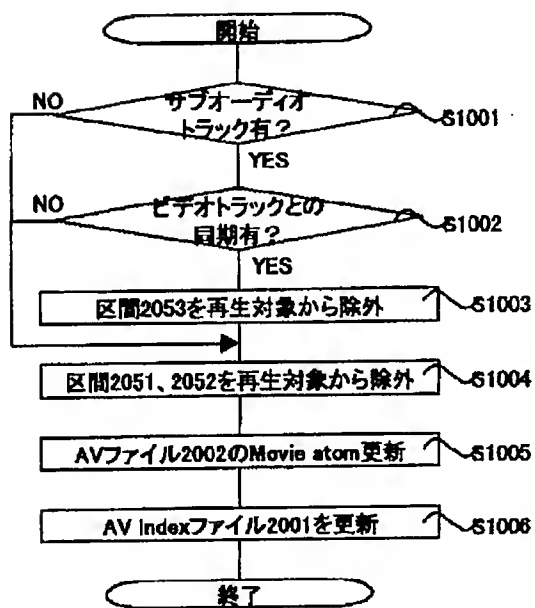 開始
サブオーディオ
トラック有？
NO
S1001
YES
ビデオトラックとの
同期有？
NO
S1002
YES
区間2053を再生対象から除外
S1003
区間2051、2052を再生対象から除外
S1004
AVファイル2002のMovie atom更新
S1005
AV Indexファイル2001を更新
S1006
終了